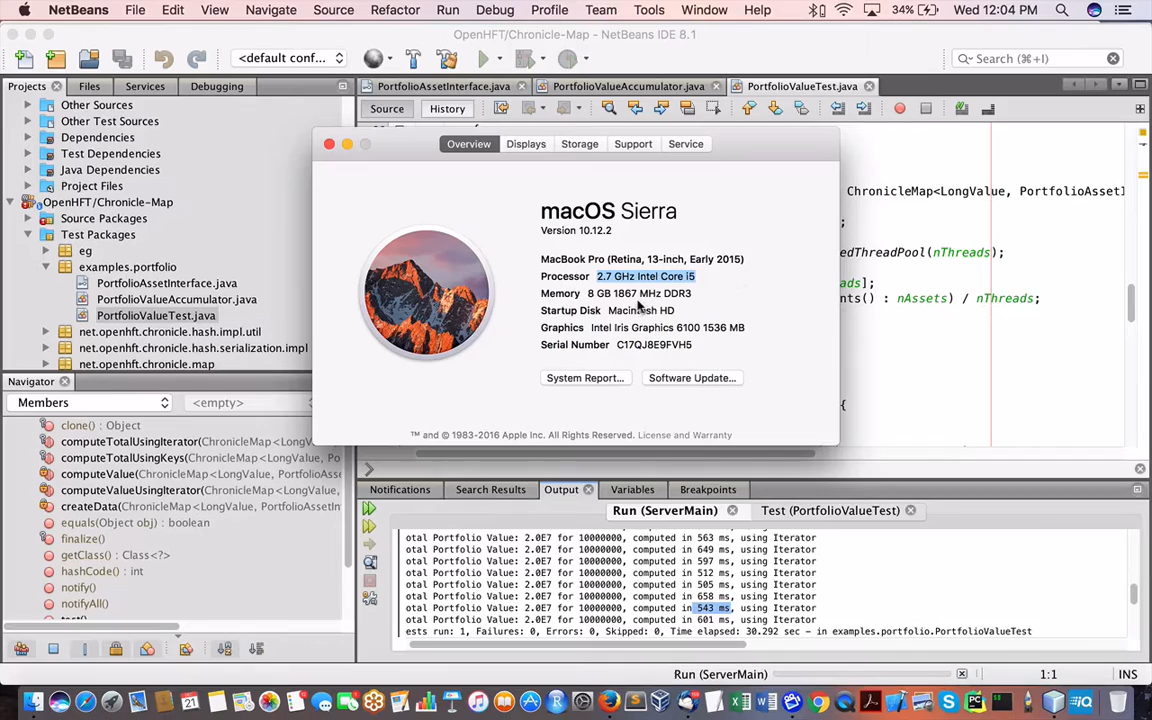 NetBeans File Edit View Navigate Source Refactor Run Debug Profile Team Tools Window Help 34% Wed 12:04 PM
OpenHFT/Chronicle-Map - NetBeans IDE 8.1
<default conf... Search (⌘+I)
Projects Files Services Debugging
PortfolioAssetInterface.java PortfolioValueAccumulator.java PortfolioValueTest.java
Source History
Other Sources
Other Test Sources
Dependencies
Test Dependencies
Java Dependencies
Project Files
OpenHFT/Chronicle-Map
Source Packages
Test Packages
eg
examples.portfolio
PortfolioAssetInterface.java
PortfolioValueAccumulator.java
PortfolioValueTest.java
net.openhft.chronicle.hash.impl.util
net.openhft.chronicle.hash.serialization.impl
net.openhft.chronicle.map
Overview Displays Storage Support Service
macOS Sierra
Version 10.12.2
MacBook Pro (Retina, 13-inch, Early 2015)
Processor 2.7 GHz Intel Core i5
Memory 8 GB 1867 MHz DDR3
Startup Disk Macintosh HD
Graphics Intel Iris Graphics 6100 1536 MB
Serial Number C17QJ8E9FVH5
System Report... Software Update...
™ and © 1983-2016 Apple Inc. All Rights Reserved. License and Warranty
ChronicleMap<LongValue, PortfolioAssetI
;
edThreadPool(nThreads);
];
nts() : nAssets) / nThreads;
{
Navigator
Members <empty>
clone() : Object
computeTotalUsingIterator(ChronicleMap<LongV
computeTotalUsingKeys(ChronicleMap<LongValu
computeValue(ChronicleMap<LongValue, PortfolioA
computeValueUsingIterator(ChronicleMap<LongV
createData(ChronicleMap<LongValue, PortfolioAssetIn
equals(Object obj) : boolean
finalize()
getClass() : Class<?>
hashCode() : int
notify()
notifyAll()
Notifications Search Results Output Variables Breakpoints
Run (ServerMain) Test (PortfolioValueTest)
otal Portfolio Value: 2.0E7 for 10000000, computed in 563 ms, using Iterator
otal Portfolio Value: 2.0E7 for 10000000, computed in 649 ms, using Iterator
otal Portfolio Value: 2.0E7 for 10000000, computed in 597 ms, using Iterator
otal Portfolio Value: 2.0E7 for 10000000, computed in 512 ms, using Iterator
otal Portfolio Value: 2.0E7 for 10000000, computed in 505 ms, using Iterator
otal Portfolio Value: 2.0E7 for 10000000, computed in 658 ms, using Iterator
otal Portfolio Value: 2.0E7 for 10000000, computed in 543 ms, using Iterator
otal Portfolio Value: 2.0E7 for 10000000, computed in 601 ms, using Iterator
ests run: 1, Failures: 0, Errors: 0, Skipped: 0, Time elapsed: 30.292 sec - in examples.portfolio.PortfolioValueTest
Run (ServerMain) 1:1 INS